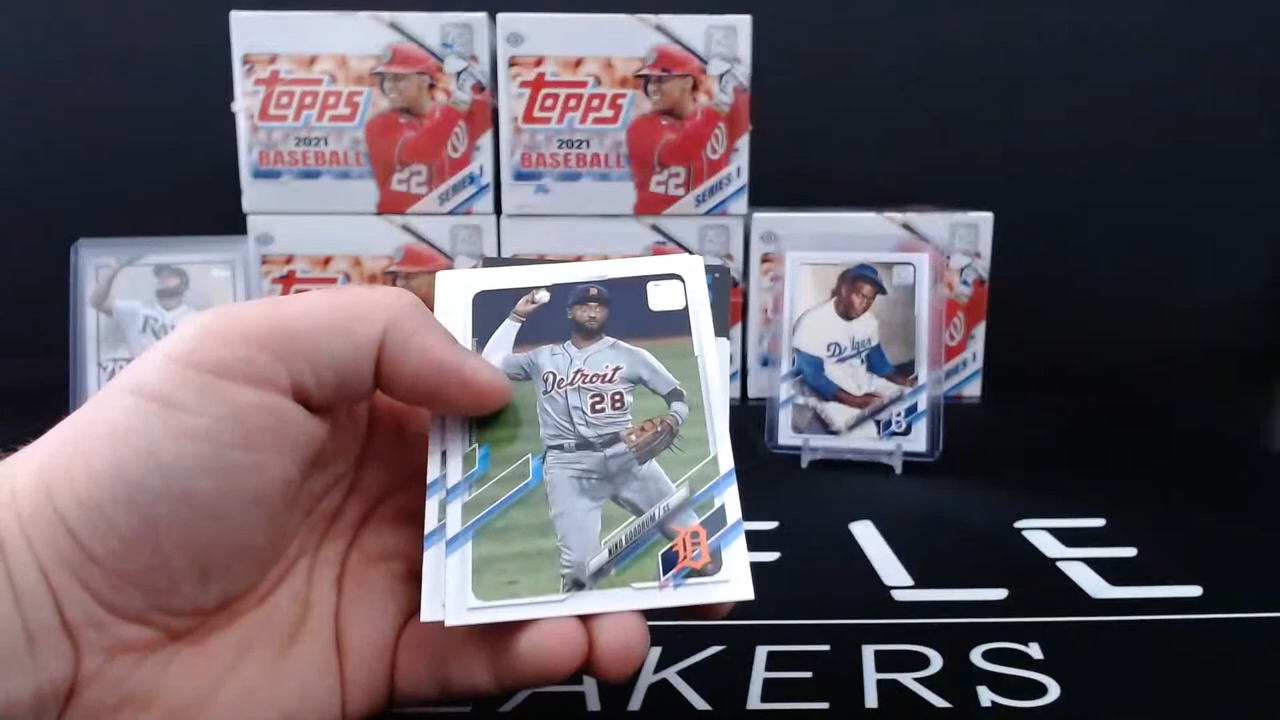 TOPPS
2021
BASEBALL
22
SERIES 1
TOPPS
2021
BASEBALL
22
SERIES 1
Detroit
28
NIKO GOODRUM / SS
D
Dodgers
B
FLE
AKERS